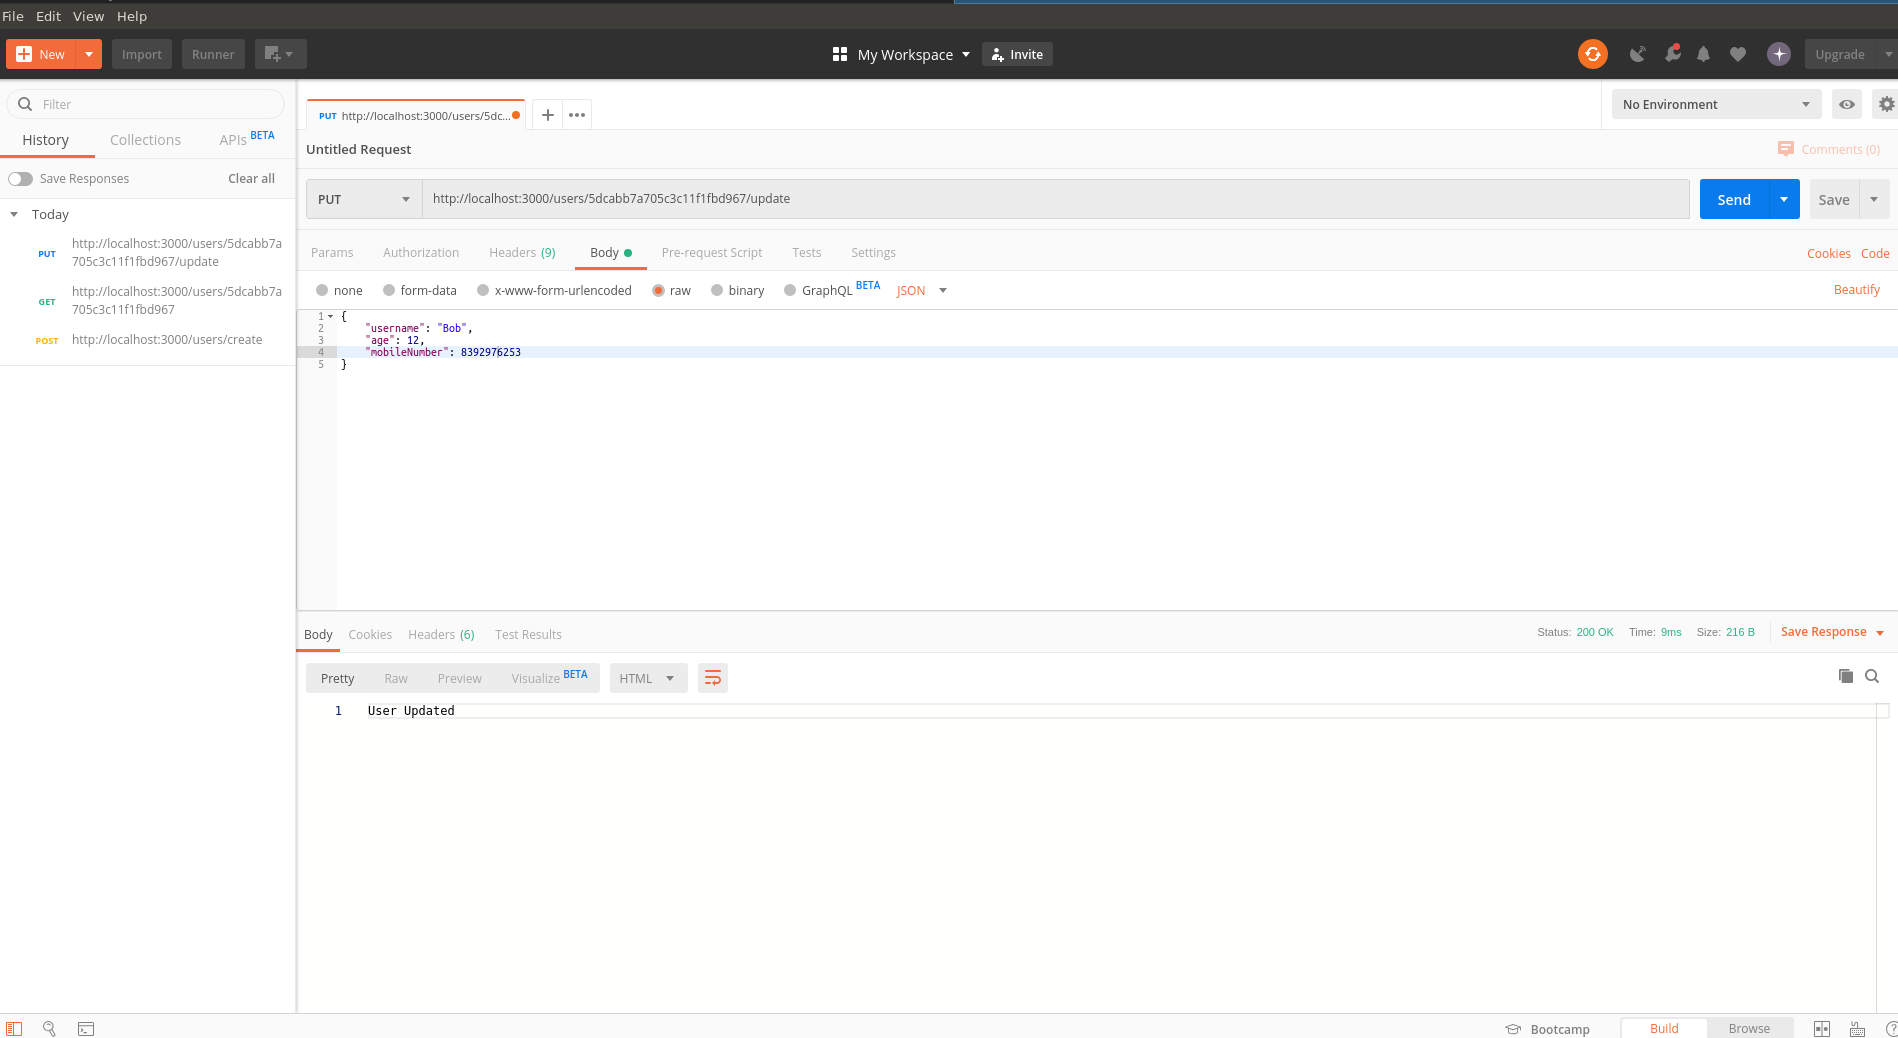 File Edit View Help
New Import Runner My Workspace Invite Upgrade
Filter
History Collections APIs BETA
Save Responses Clear all
Today
PUT http://localhost:3000/users/5dcabb7a
705c3c11f1fbd967/update
GET http://localhost:3000/users/5dcabb7a
705c3c11f1fbd967
POST http://localhost:3000/users/create
PUT http://localhost:3000/users/5dc...
No Environment
Untitled Request
Comments (0)
PUT http://localhost:3000/users/5dcabb7a705c3c11f1fbd967/update Send Save
Params Authorization Headers (9) Body Pre-request Script Tests Settings Cookies Code
none form-data x-www-form-urlencoded raw binary GraphQL BETA JSON Beautify
1 {
2 "username": "Bob",
3 "age": 12,
4 "mobileNumber": 8392976253
5 }
Body Cookies Headers (6) Test Results Status: 200 OK Time: 9ms Size: 216 B Save Response
Pretty Raw Preview Visualize BETA HTML
1 User Updated
Bootcamp Build Browse